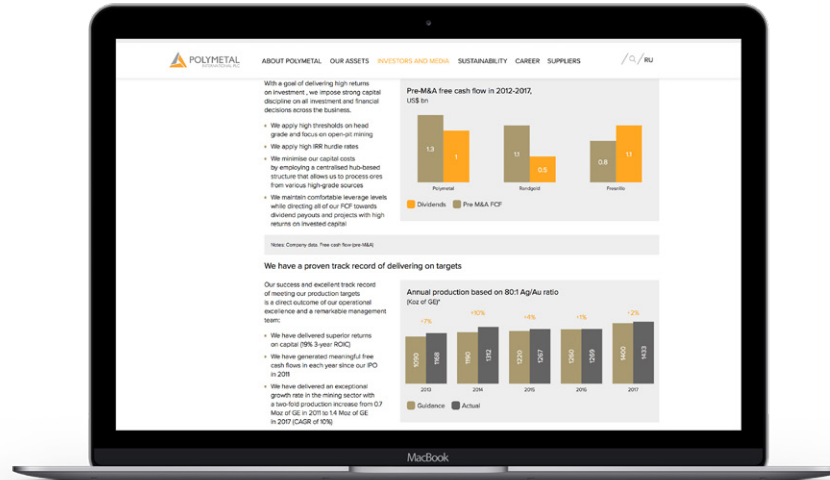 POLYMETAL
INTERNATIONAL PLC
ABOUT POLYMETAL OUR ASSETS INVESTORS AND MEDIA SUSTAINABILITY CAREER SUPPLIERS
RU
With a goal of delivering high returns
on investment , we impose strong capital
discipline on all investment and financial
decisions across the business.
We apply high thresholds on head
grade and focus on open-pit mining
We apply high IRR hurdle rates
We minimise our capital costs
by employing a centralised hub-based
structure that allows us to process ores
from various high-grade sources
We maintain comfortable leverage levels
while directing all of our FCF towards
dividend payouts and projects with high
returns on invested capital
Pre-M&A free cash flow in 2012-2017,
US$ bn
1.3 1 1.1 0.5 0.8 1.1
Polymetal Randgold Fresnillo
Dividends Pre M&A FCF
Notes: Company data. Free cash flow (pre-M&A)
We have a proven track record of delivering on targets
Our success and excellent track record
of meeting our production targets
is a direct outcome of our operational
excellence and a remarkable management
team:
We have delivered superior returns
on capital (19% 3-year ROIC)
We have generated meaningful free
cash flows in each year since our IPO
in 2011
We have delivered an exceptional
growth rate in the mining sector with
a two-fold production increase from 0.7
Moz of GE in 2011 to 1.4 Moz of GE
in 2017 (CAGR of 10%)
Annual production based on 80:1 Ag/Au ratio
(Koz of GE)*
+7% +10% +4% +1% +2%
1090 1168 1190 1312 1220 1267 1260 1269 1400 1433
2013 2014 2015 2016 2017
Guidance Actual
MacBook